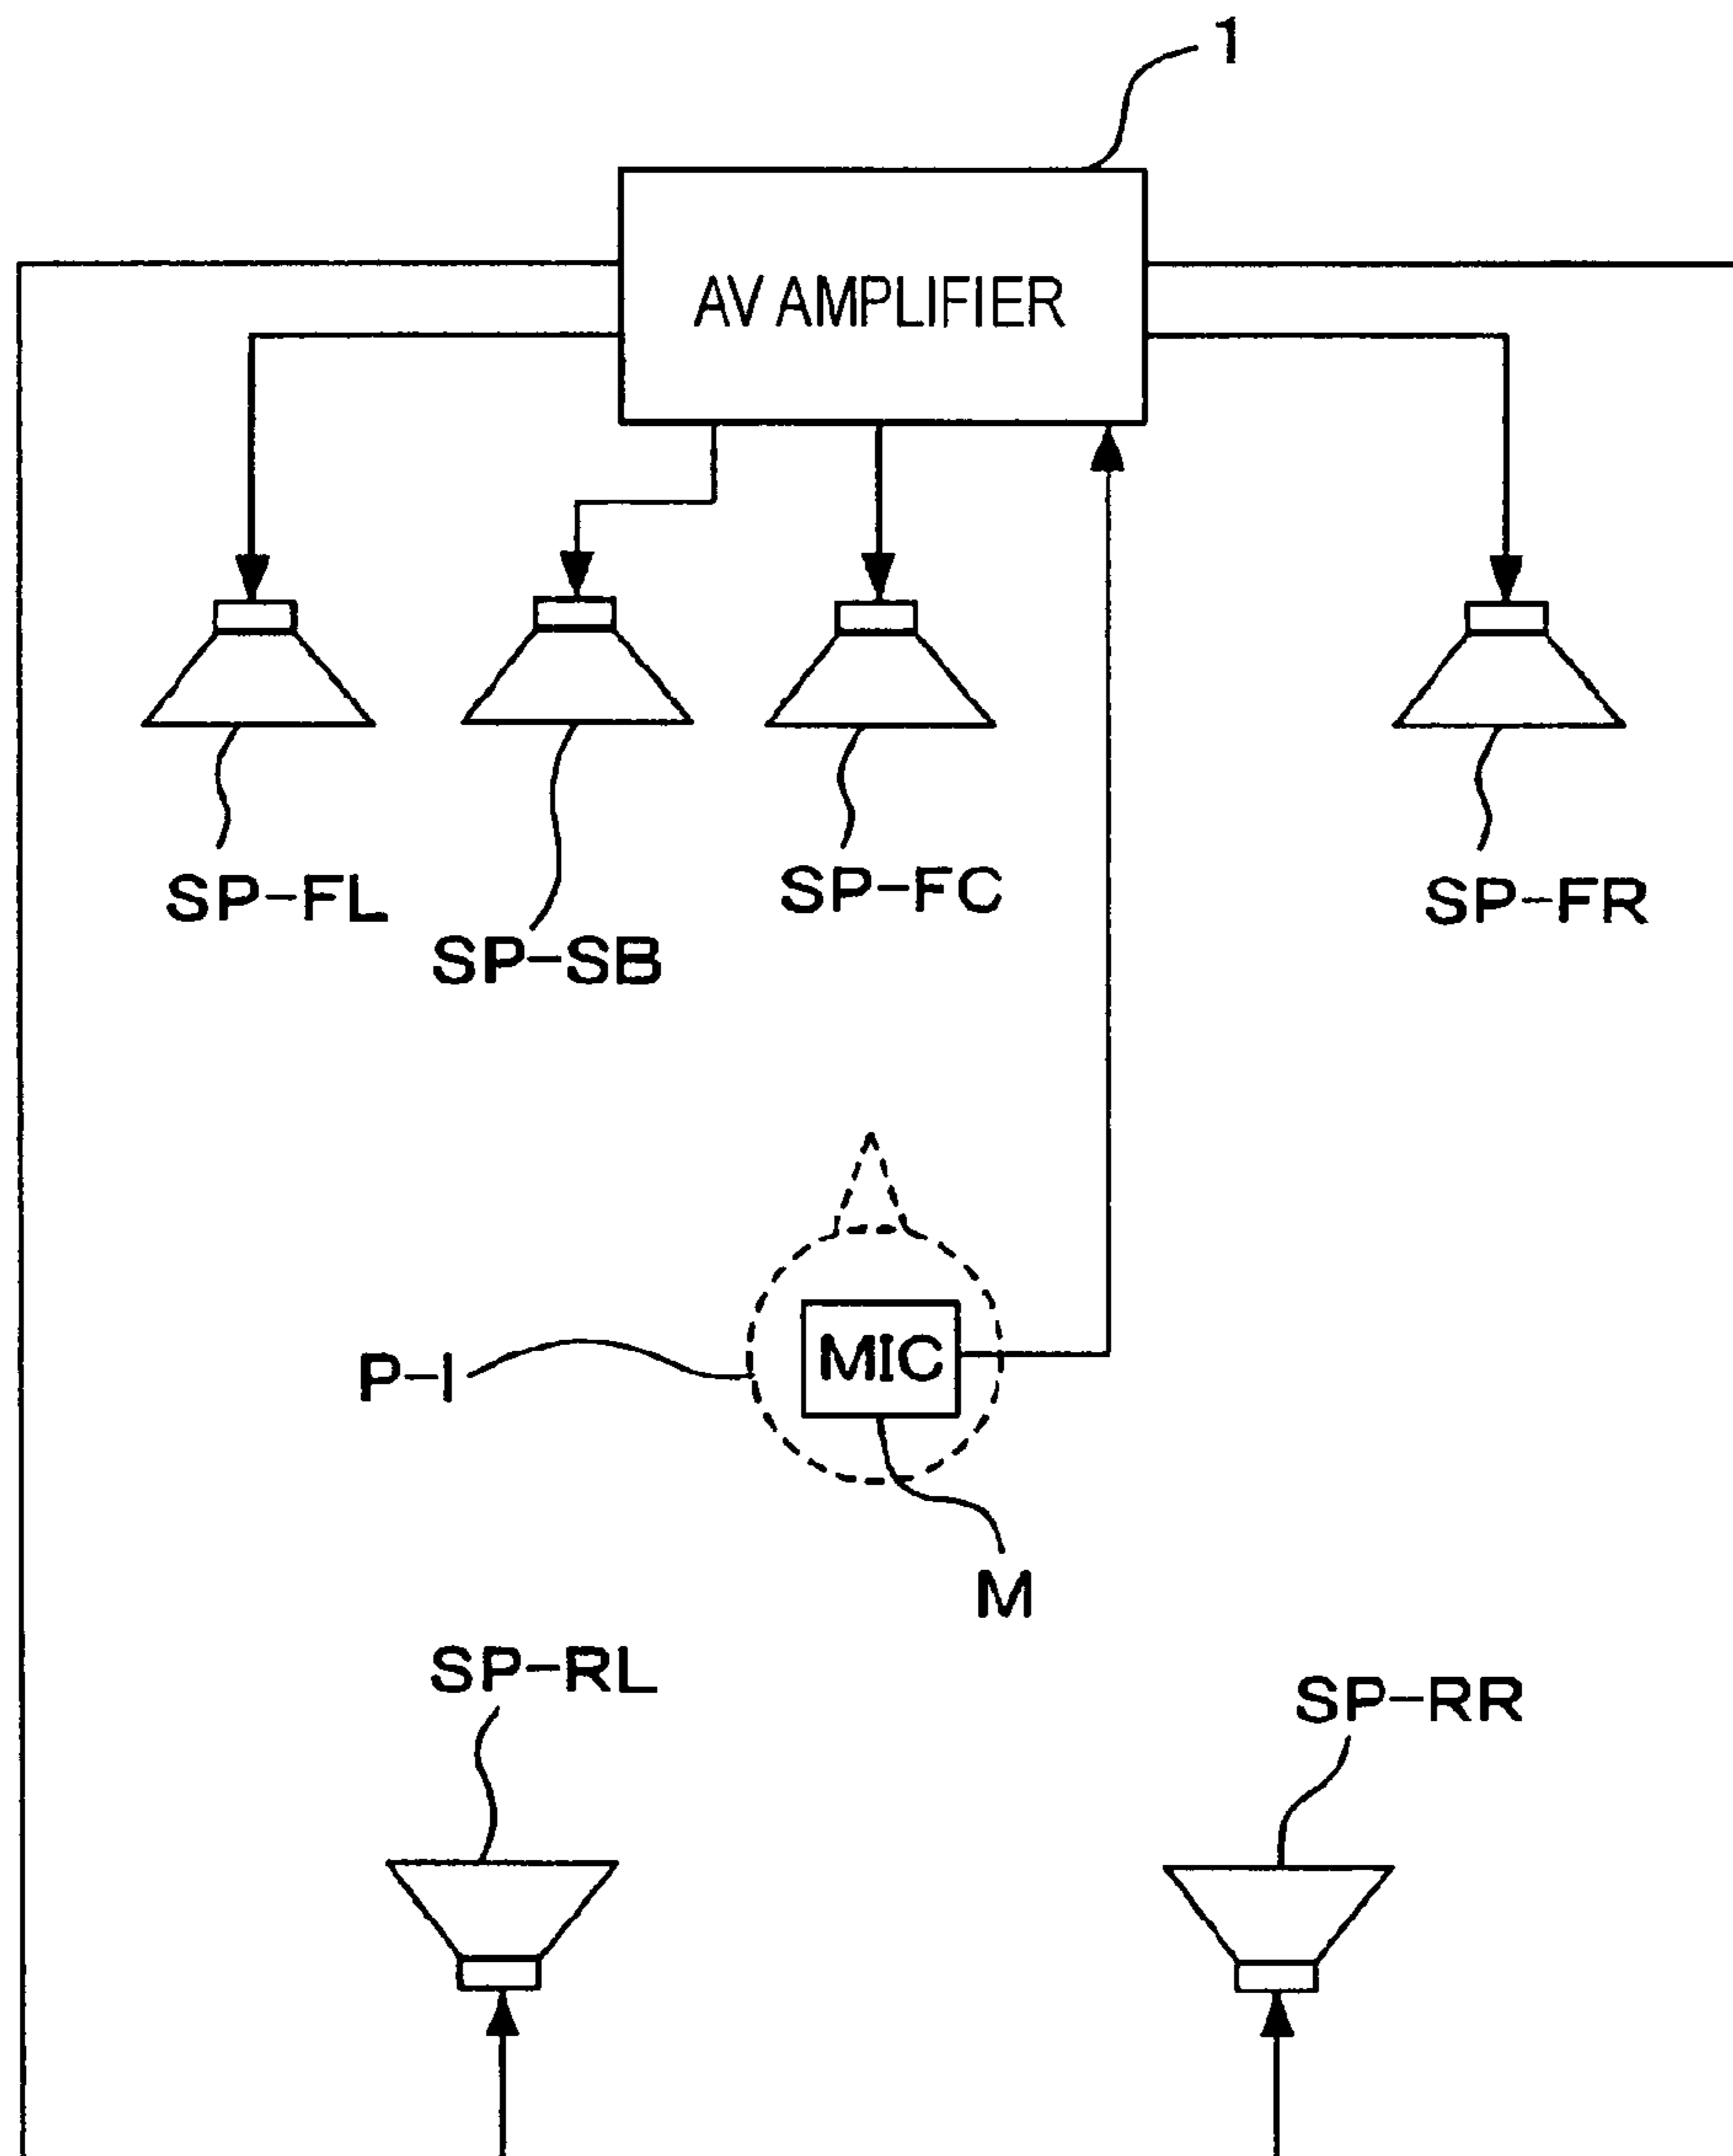 1
AV AMPLIFIER
SP-FL
SP-SB
SP-FC
SP-FR
P-I
MIC
M
SP-RL
SP-RR